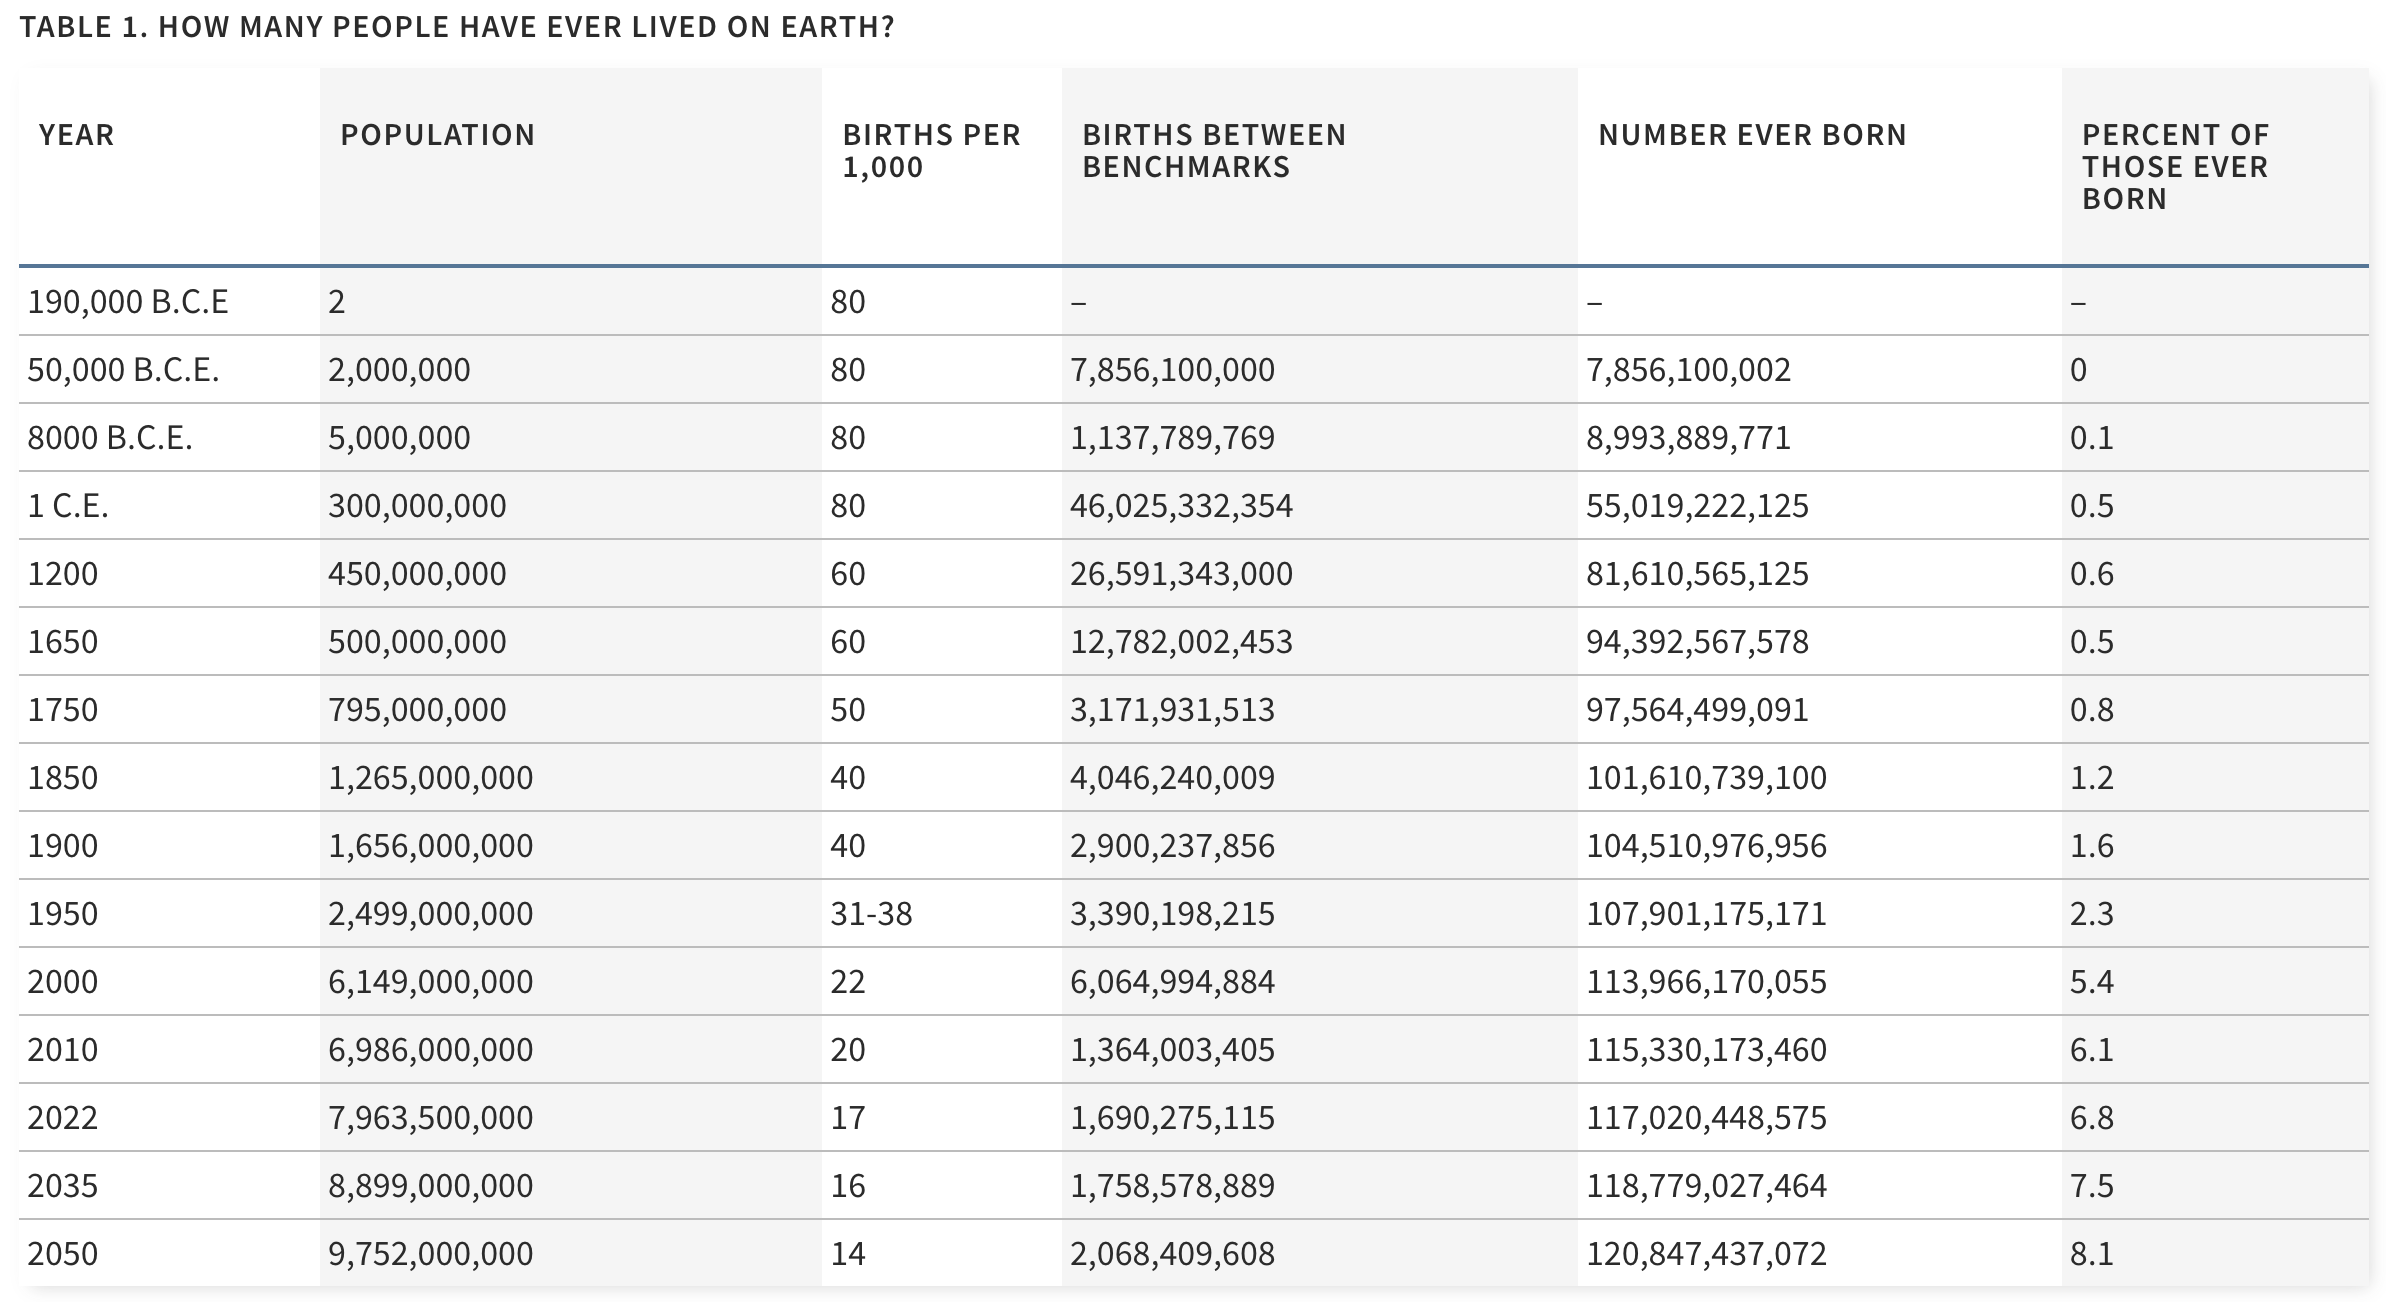 TABLE 1. HOW MANY PEOPLE HAVE EVER LIVED ON EARTH?
YEAR POPULATION BIRTHS PER 1,000 BIRTHS BETWEEN BENCHMARKS NUMBER EVER BORN PERCENT OF THOSE EVER BORN
190,000 B.C.E 2 80 – – –
50,000 B.C.E. 2,000,000 80 7,856,100,000 7,856,100,002 0
8000 B.C.E. 5,000,000 80 1,137,789,769 8,993,889,771 0.1
1 C.E. 300,000,000 80 46,025,332,354 55,019,222,125 0.5
1200 450,000,000 60 26,591,343,000 81,610,565,125 0.6
1650 500,000,000 60 12,782,002,453 94,392,567,578 0.5
1750 795,000,000 50 3,171,931,513 97,564,499,091 0.8
1850 1,265,000,000 40 4,046,240,009 101,610,739,100 1.2
1900 1,656,000,000 40 2,900,237,856 104,510,976,956 1.6
1950 2,499,000,000 31-38 3,390,198,215 107,901,175,171 2.3
2000 6,149,000,000 22 6,064,994,884 113,966,170,055 5.4
2010 6,986,000,000 20 1,364,003,405 115,330,173,460 6.1
2022 7,963,500,000 17 1,690,275,115 117,020,448,575 6.8
2035 8,899,000,000 16 1,758,578,889 118,779,027,464 7.5
2050 9,752,000,000 14 2,068,409,608 120,847,437,072 8.1